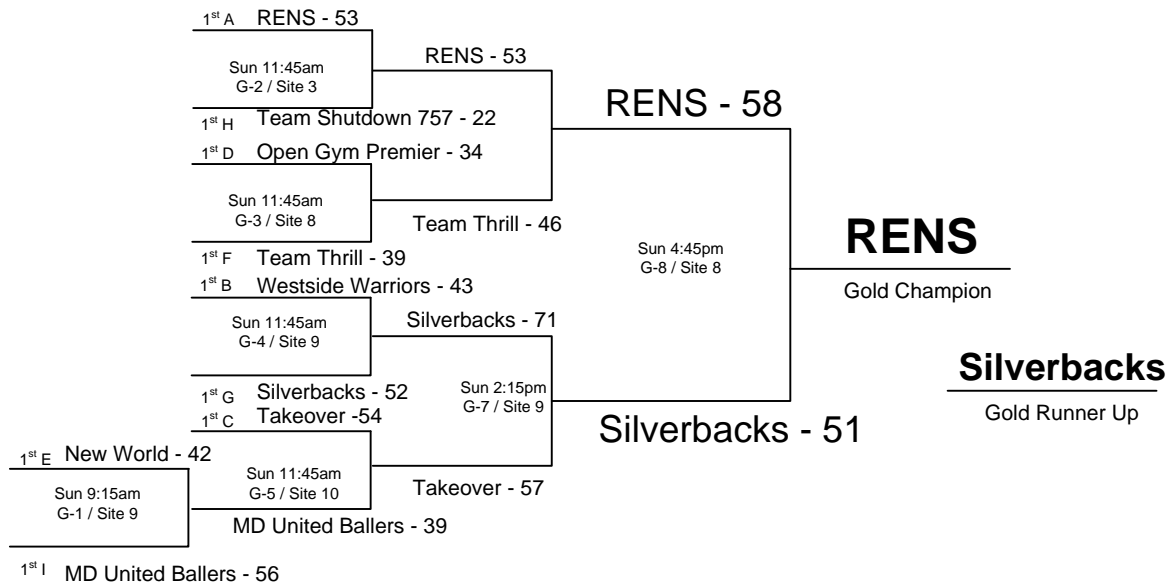 1st A RENS - 53
RENS - 53
Sun 11:45am
G-2 / Site 3
RENS - 58
1st H Team Shutdown 757 - 22
1st D Open Gym Premier - 34
Sun 11:45am
G-3 / Site 8
Team Thrill - 46
1st F Team Thrill - 39
Sun 4:45pm
G-8 / Site 8
RENS
Gold Champion
1st B Westside Warriors - 43
Sun 11:45am
G-4 / Site 9
Silverbacks - 71
1st G Silverbacks - 52
Sun 2:15pm
G-7 / Site 9
Silverbacks
Gold Runner Up
1st C Takeover -54
Silverbacks - 51
1st E New World - 42
Sun 11:45am
G-5 / Site 10
Takeover - 57
Sun 9:15am
G-1 / Site 9
MD United Ballers - 39
1st I MD United Ballers - 56